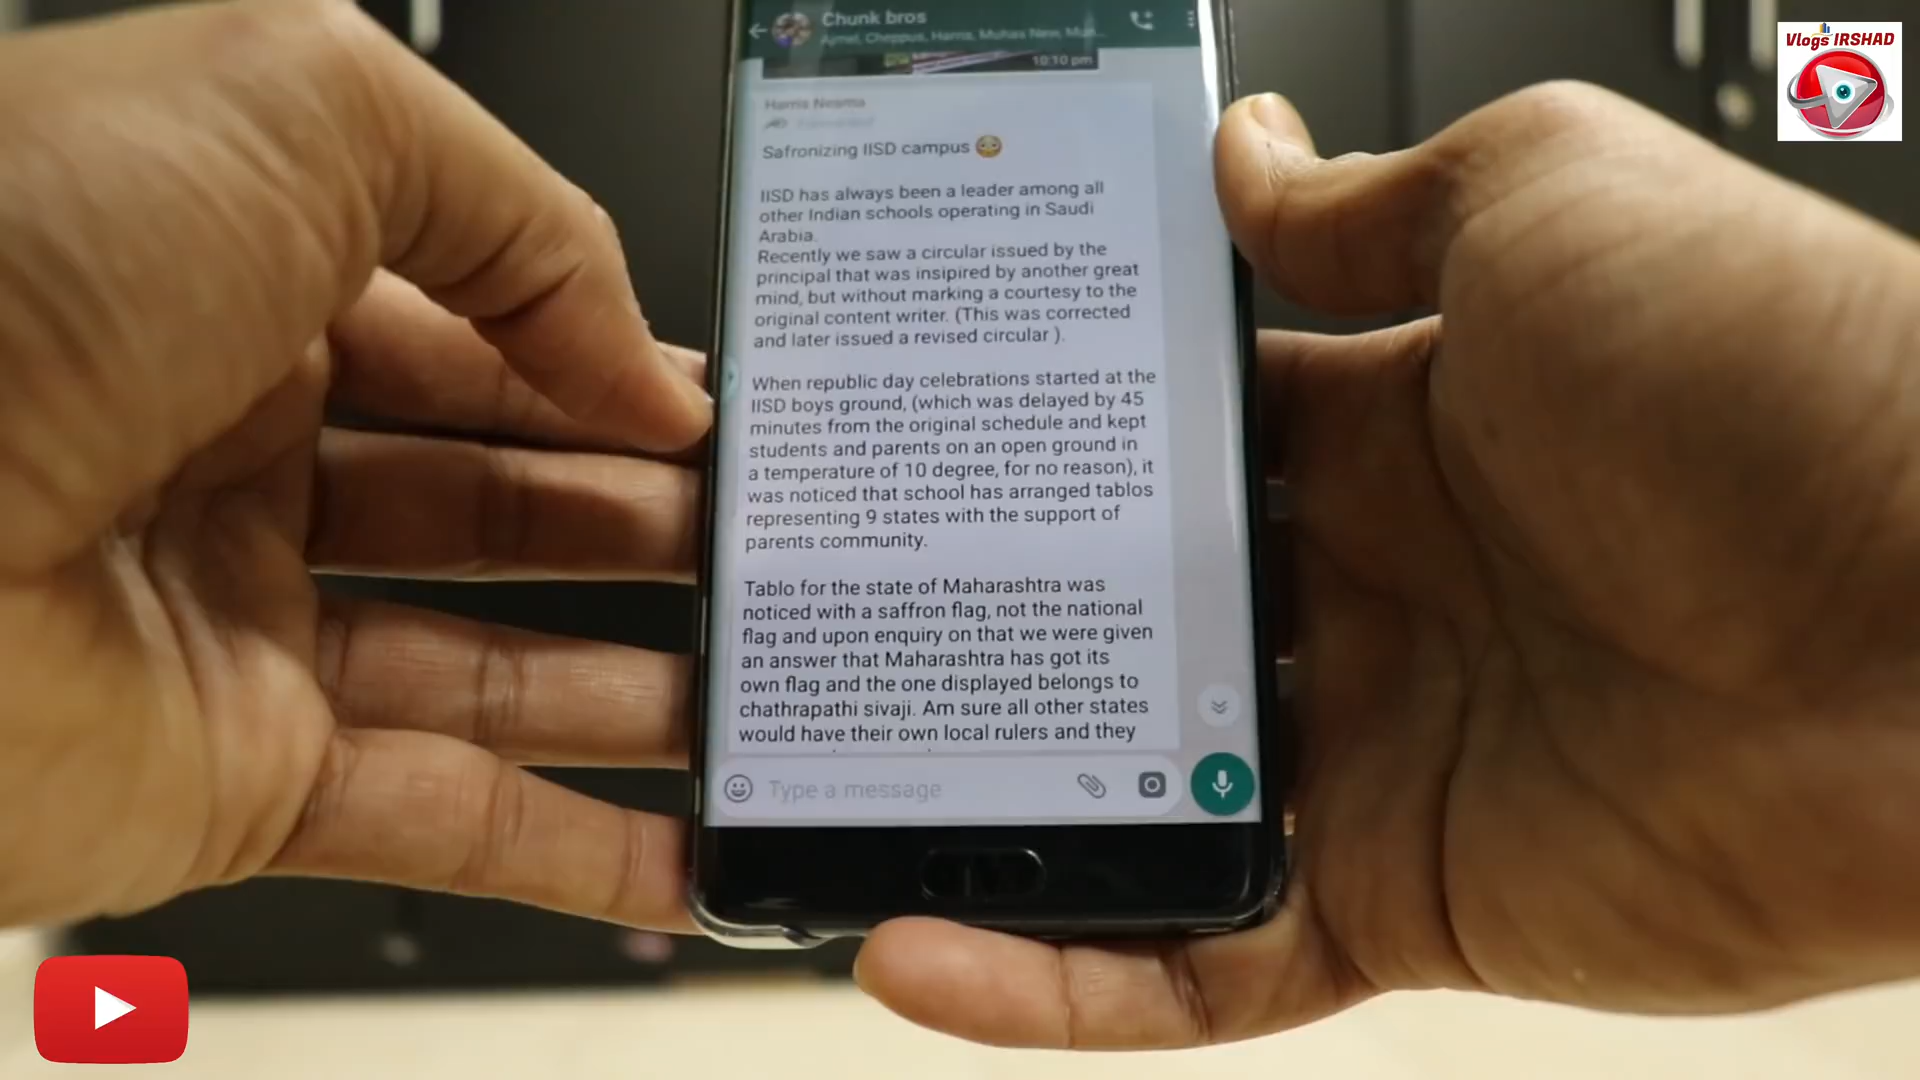 Vlogs IRSHAD
Chunk bros
Ajmel, Cheppus, Harris, Muhas New, Mun...
10:10 pm
Harris Nesma
Safronizing IISD campus 😳
IISD has always been a leader among all
other Indian schools operating in Saudi
Arabia.
Recently we saw a circular issued by the
principal that was insipired by another great
mind, but without marking a courtesy to the
original content writer. (This was corrected
and later issued a revised circular ).
When republic day celebrations started at the
IISD boys ground, (which was delayed by 45
minutes from the original schedule and kept
students and parents on an open ground in
a temperature of 10 degree, for no reason), it
was noticed that school has arranged tablos
representing 9 states with the support of
parents community.
Tablo for the state of Maharashtra was
noticed with a saffron flag, not the national
flag and upon enquiry on that we were given
an answer that Maharashtra has got its
own flag and the one displayed belongs to
chathrapathi sivaji. Am sure all other states
would have their own local rulers and they
Type a message